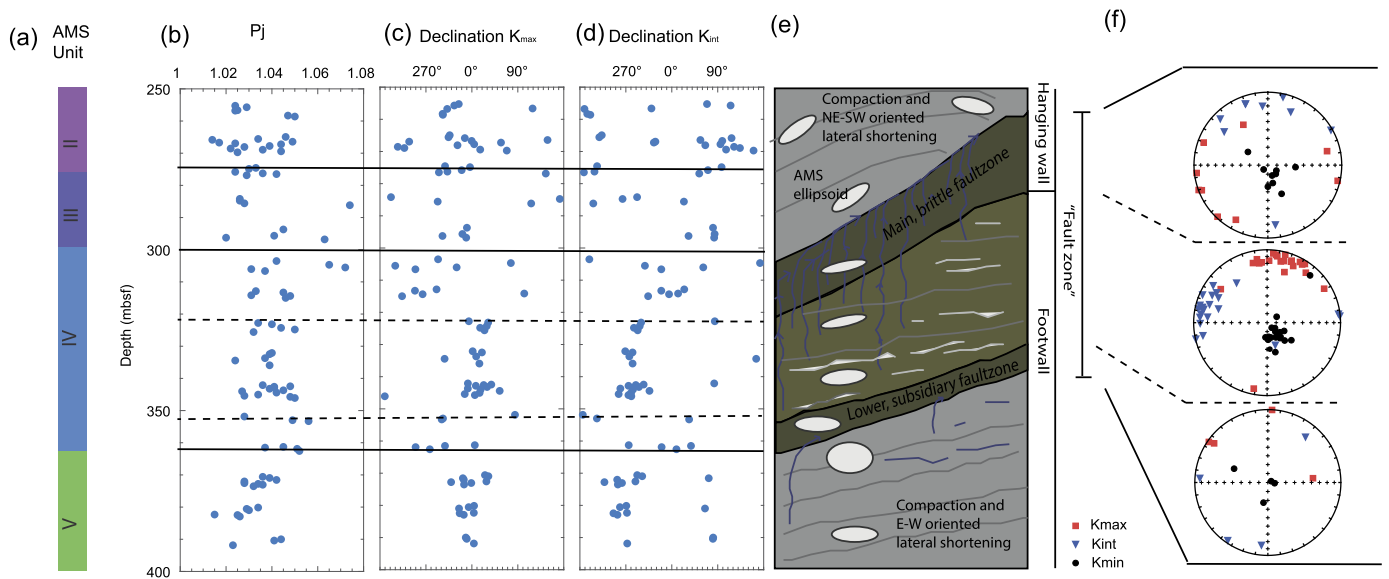 (a)
AMS
Unit
II
III
IV
V
(b)
Pj
1
1.02
1.04
1.06
1.08
Depth (mbsf)
250
300
350
400
(c)
Declination Kmax
270°
0°
90°
(d)
Declination Kint
270°
0°
90°
(e)
Compaction and
NE-SW oriented
lateral shortening
AMS
ellipsoid
Main, brittle faultzone
Lower, subsidiary faultzone
Compaction and
E-W oriented
lateral shortening
Hanging wall
Footwall
"Fault zone"
(f)
Kmax
Kint
Kmin